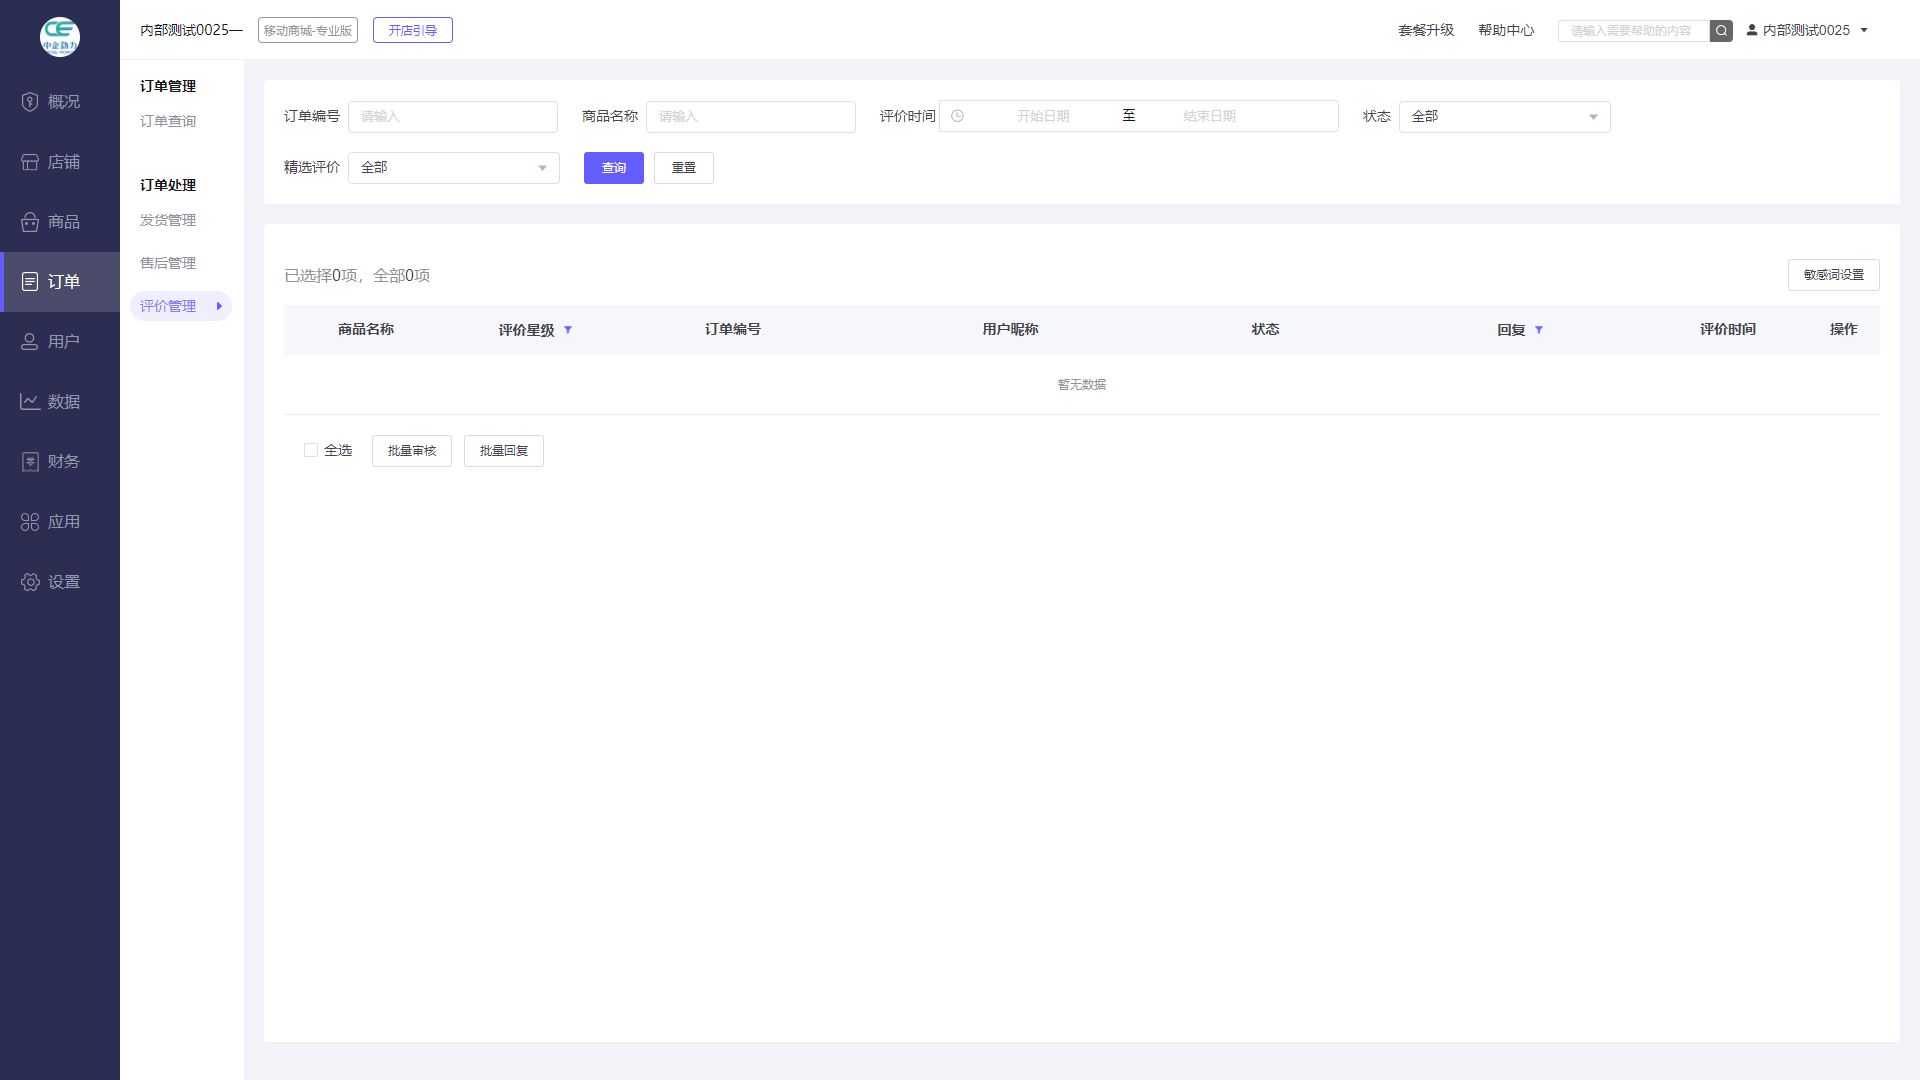 内部测试0025—
移动商城-专业版
开店引导
套餐升级
帮助中心
请输入需要帮助的内容
内部测试0025
中企动力
概况
店铺
商品
订单
用户
数据
财务
应用
设置
订单管理
订单查询
订单处理
发货管理
售后管理
评价管理
订单编号 请输入 商品名称 请输入 评价时间 开始日期 至 结束日期 状态 全部
精选评价 全部 查询 重置
已选择0项，全部0项
敏感词设置
商品名称 评价星级 订单编号 用户昵称 状态 回复 评价时间 操作
暂无数据
全选 批量审核 批量回复